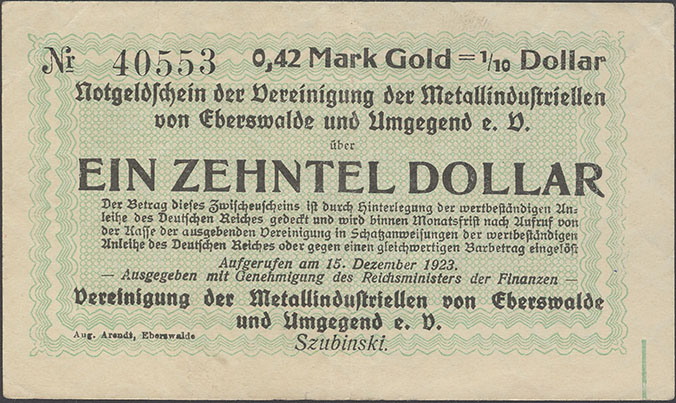 Nr 40553 0,42 Mark Gold = 1/10 Dollar
Notgeldschein der Vereinigung der Metallindustriellen
von Eberswalde und Umgegend e. V.
über
EIN ZEHNTEL DOLLAR
Der Betrag dieses Zwischenscheins ist durch Hinterlegung der wertbeständigen An-
leihe des Deutschen Reiches gedeckt und wird binnen Monatsfrist nach Aufruf von
der Kasse der ausgebenden Vereinigung in Schatzanweisungen der wertbeständigen
Anleihe des Deutschen Reiches oder gegen einen gleichwertigen Barbetrag eingelöst
Aufgerufen am 15. Dezember 1923.
— Ausgegeben mit Genehmigung des Reichsministers der Finanzen —
Vereinigung der Metallindustriellen von Eberswalde
und Umgegend e. V.
Aug. Arendt, Eberswalde
Szubinski.